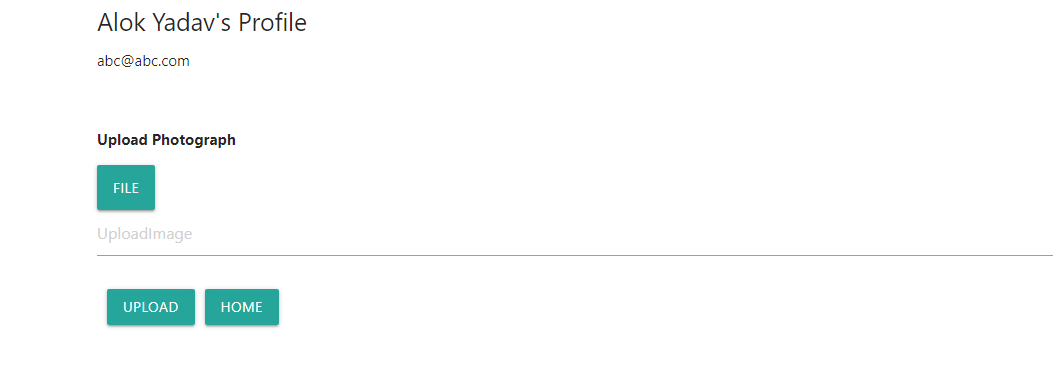 Alok Yadav's Profile
abc@abc.com
Upload Photograph
FILE
UploadImage
UPLOAD HOME